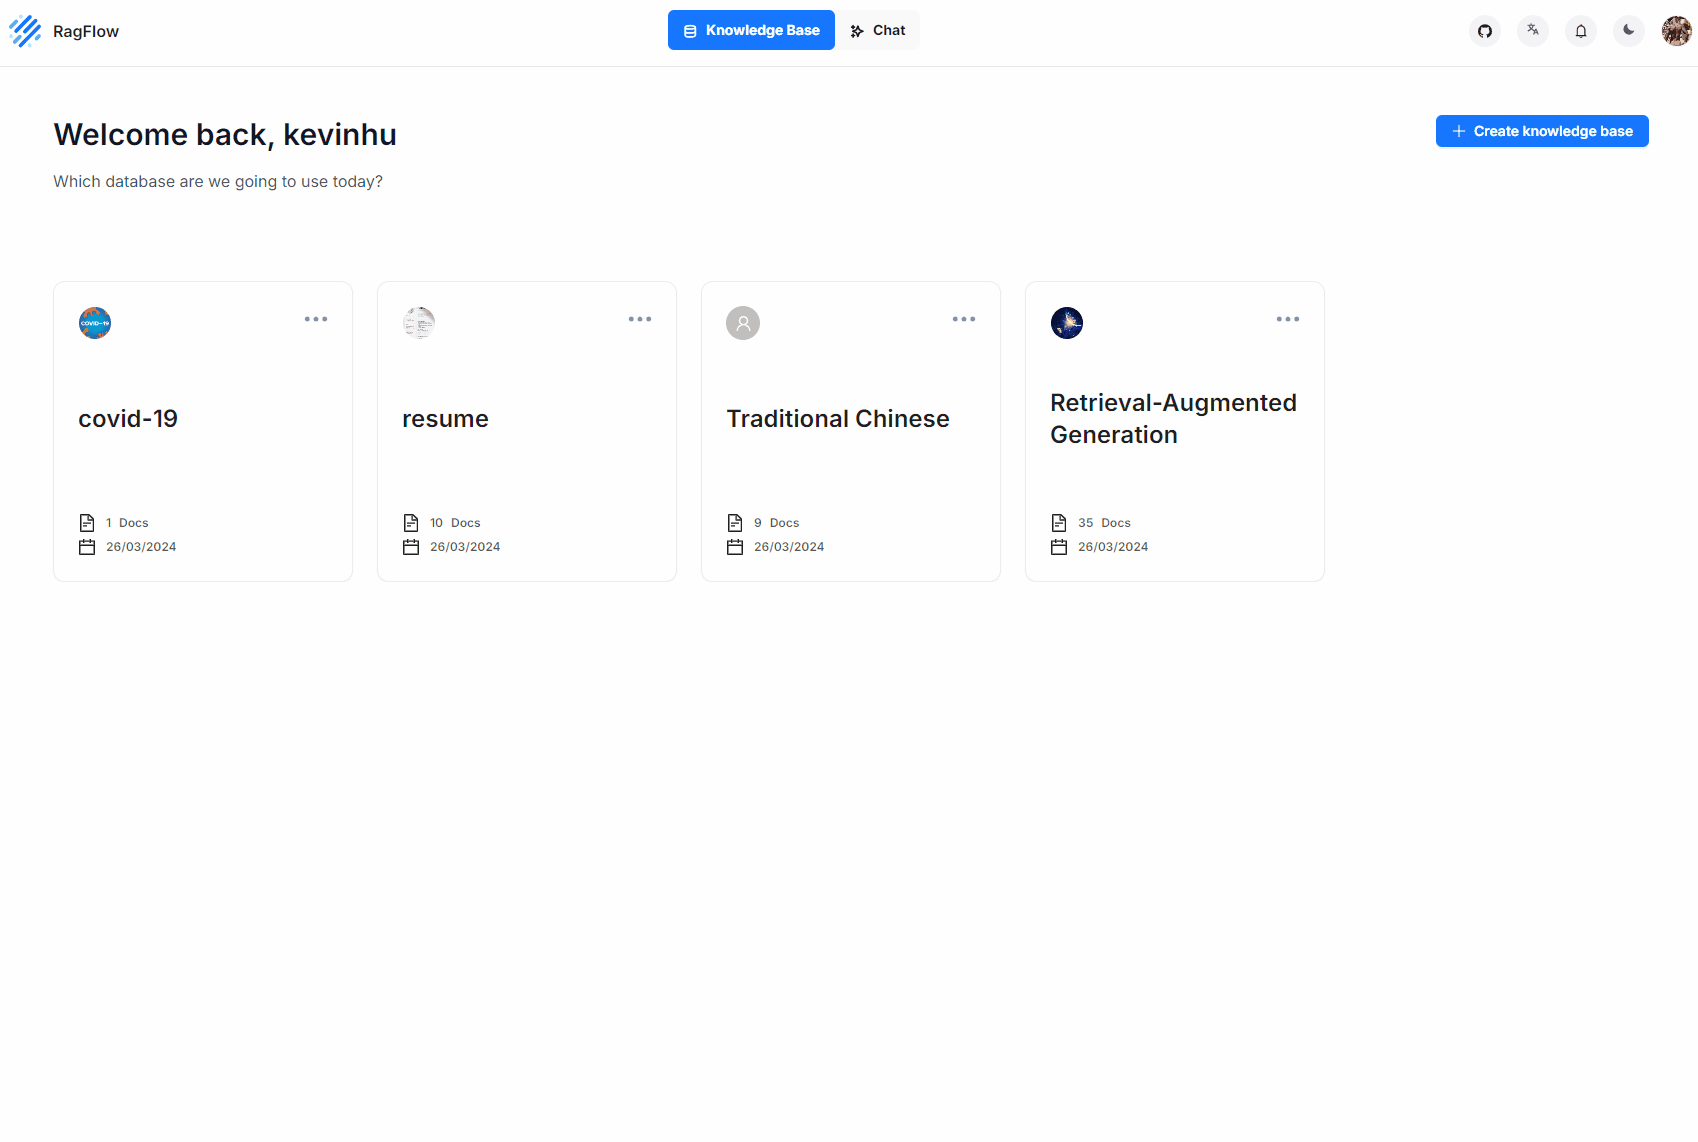 RagFlow
Knowledge Base
Chat
Welcome back, kevinhu
Create knowledge base
Which database are we going to use today?
COVID-19
covid-19
1 Docs
26/03/2024
resume
10 Docs
26/03/2024
Traditional Chinese
9 Docs
26/03/2024
Retrieval-Augmented
Generation
35 Docs
26/03/2024